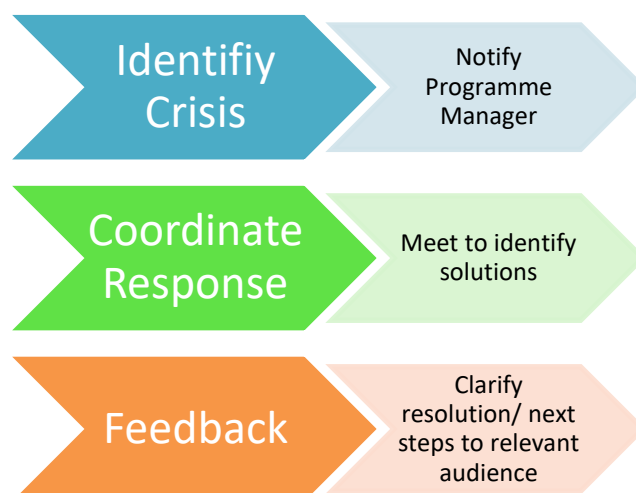 Identifiy
Crisis
Notify
Programme
Manager
Coordinate
Response
Meet to identify
solutions
Feedback
Clarify
resolution/ next
steps to relevant
audience